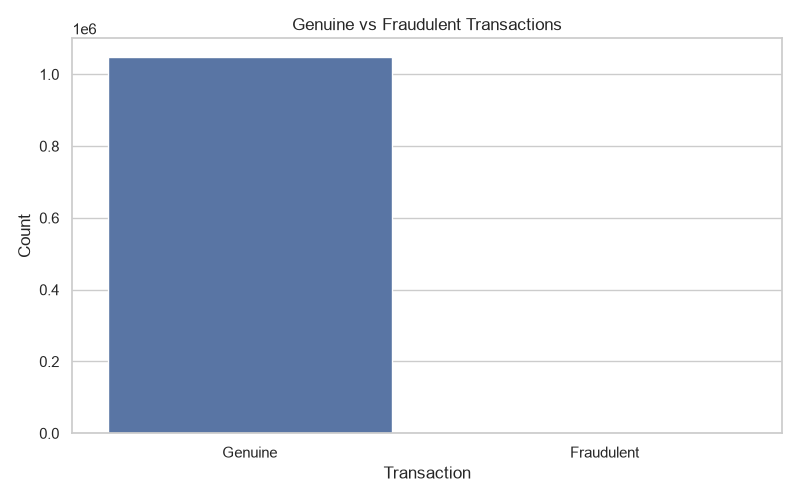 Genuine vs Fraudulent Transactions
1e6
1.0
0.8
0.6
0.4
0.2
0.0
Count
Genuine Fraudulent
Transaction